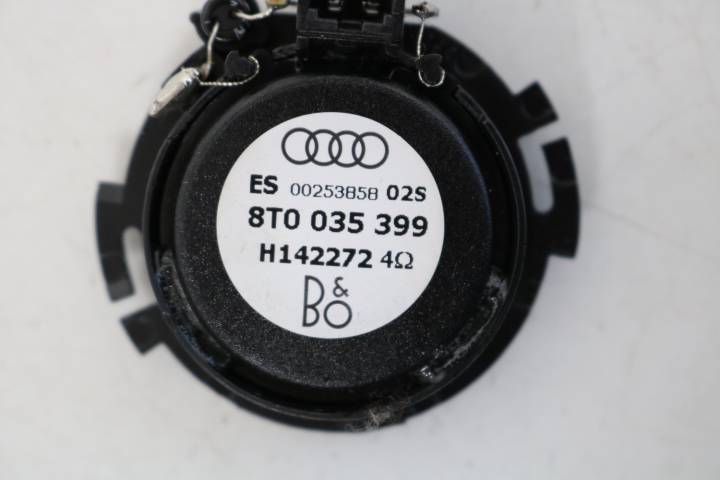 ES 00253858 02S
8T0 035 399
H142272 4Ω
B&O